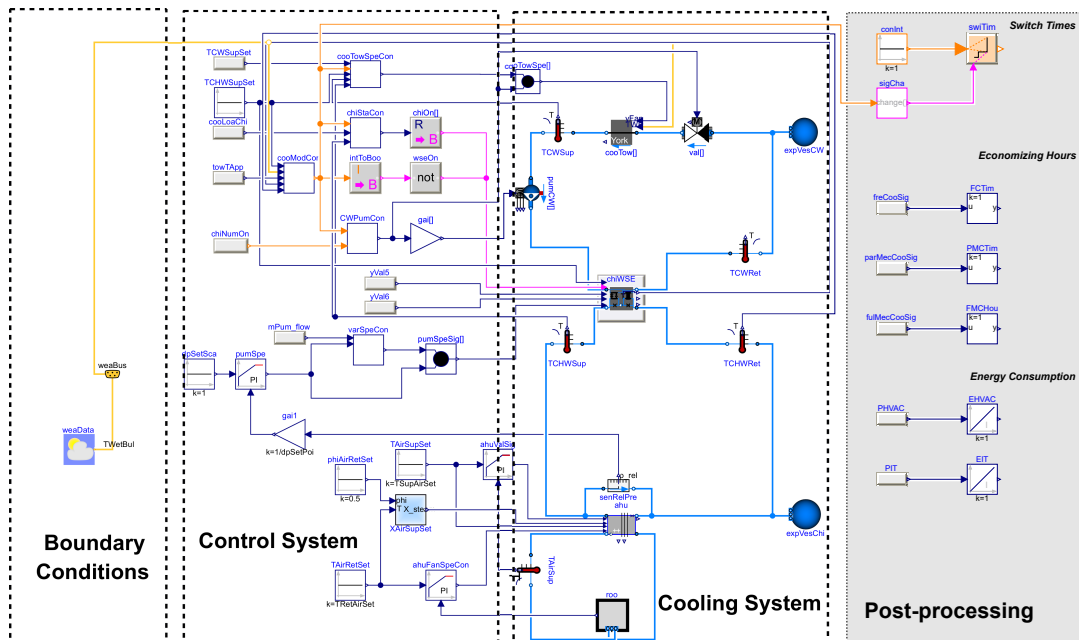 Switch Times
conInt
k=1
swiTim
sigCha
change()
Economizing Hours
freCooSig
FCTim
k=1
u
y
parMecCooSig
PMCTim
k=1
u
y
fulMecCooSig
FMCHou
k=1
u
y
Energy Consumption
PHVAC
EHVAC
k=1
PIT
EIT
k=1
Post-processing
TCWSupSet
TCHWSupSet
cooLoaChi
towTApp
chiNumOn
cooTowSpeCon
chiStaCon
chiOn[]
R
B
cooModCon
intToBoo
I
B
wseOn
not
CWPumCon
gai[]
yVal5
yVal6
mPum_flow
varSpeCon
pumSpeSig[]
dpSetSca
k=1
pumSpe
PI
gai1
k=1/dpSetPoi
TAirSupSet
k=TSupAirSet
ahuValSig
PI
phiAirRetSet
k=0.5
phi
T
X_ste
XAirSupSet
TAirRetSet
k=TRetAirSet
ahuFanSpeCon
PI
Control System
weaBus
weaData
TWetBul
Boundary
Conditions
cooTowSpe[]
T
TCWSup
York
cooTow[]
M
val[]
expVesCW
pumCW[]
T
TCWRet
chiWSE
T
TCHWSup
T
TCHWRet
p_rel
senRelPre
ahu
expVesChi
TAirSup
T
roo
Cooling System